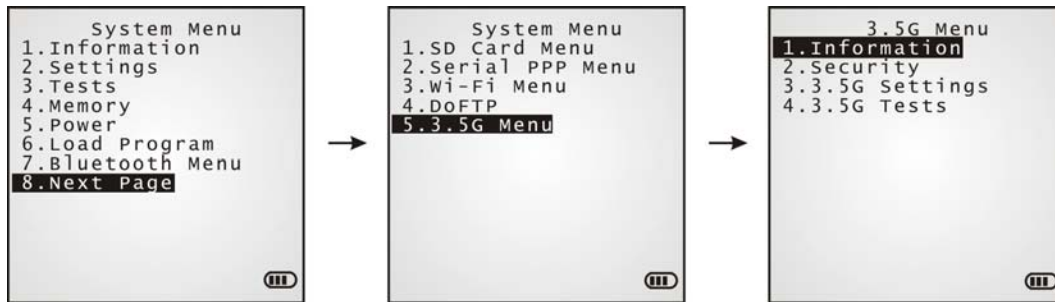 System Menu
1.Information
2.Settings
3.Tests
4.Memory
5.Power
6.Load Program
7.Bluetooth Menu
8.Next Page
System Menu
1.SD Card Menu
2.Serial PPP Menu
3.Wi-Fi Menu
4.DoFTP
5.3.5G Menu
3.5G Menu
1.Information
2.Security
3.3.5G Settings
4.3.5G Tests